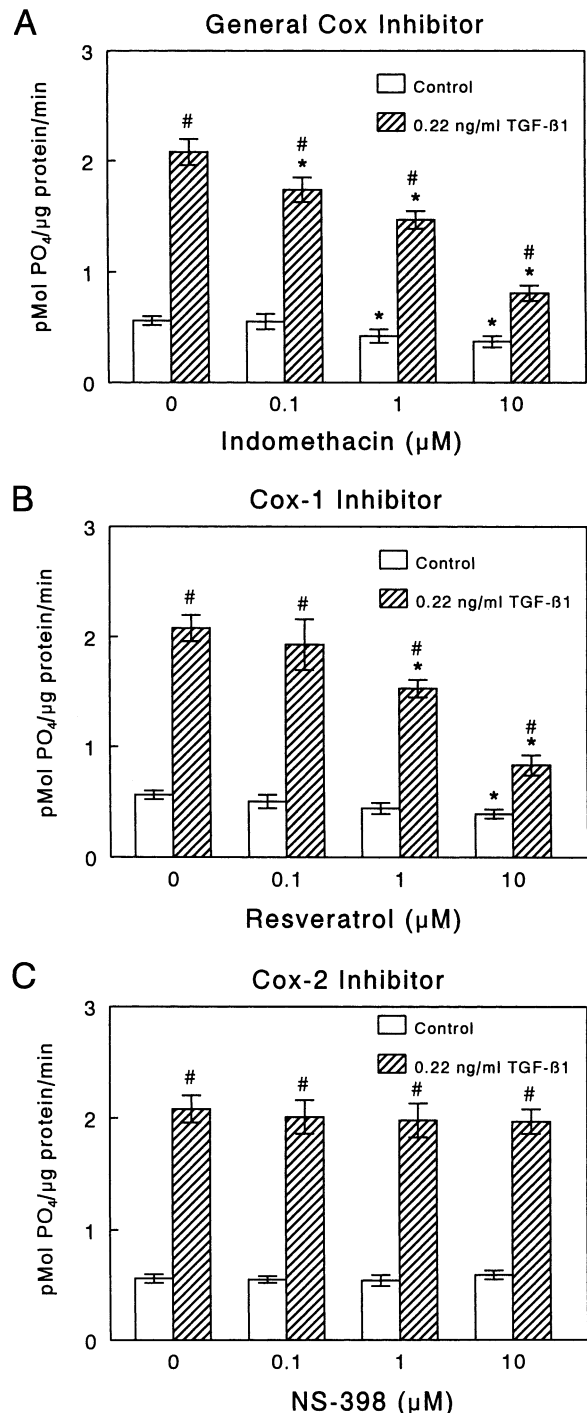 A
General Cox Inhibitor
3
2
1
0
pMol PO₄/µg protein/min
Control
0.22 ng/ml TGF-ß1
#
#
*
#
*
*
#
*
*
0 0.1 1 10
Indomethacin (µM)
B
Cox-1 Inhibitor
3
2
1
0
pMol PO₄/µg protein/min
Control
0.22 ng/ml TGF-ß1
#
#
#
*
#
*
*
0 0.1 1 10
Resveratrol (µM)
C
Cox-2 Inhibitor
3
2
1
0
pMol PO₄/µg protein/min
Control
0.22 ng/ml TGF-ß1
# # # #
0 0.1 1 10
NS-398 (µM)